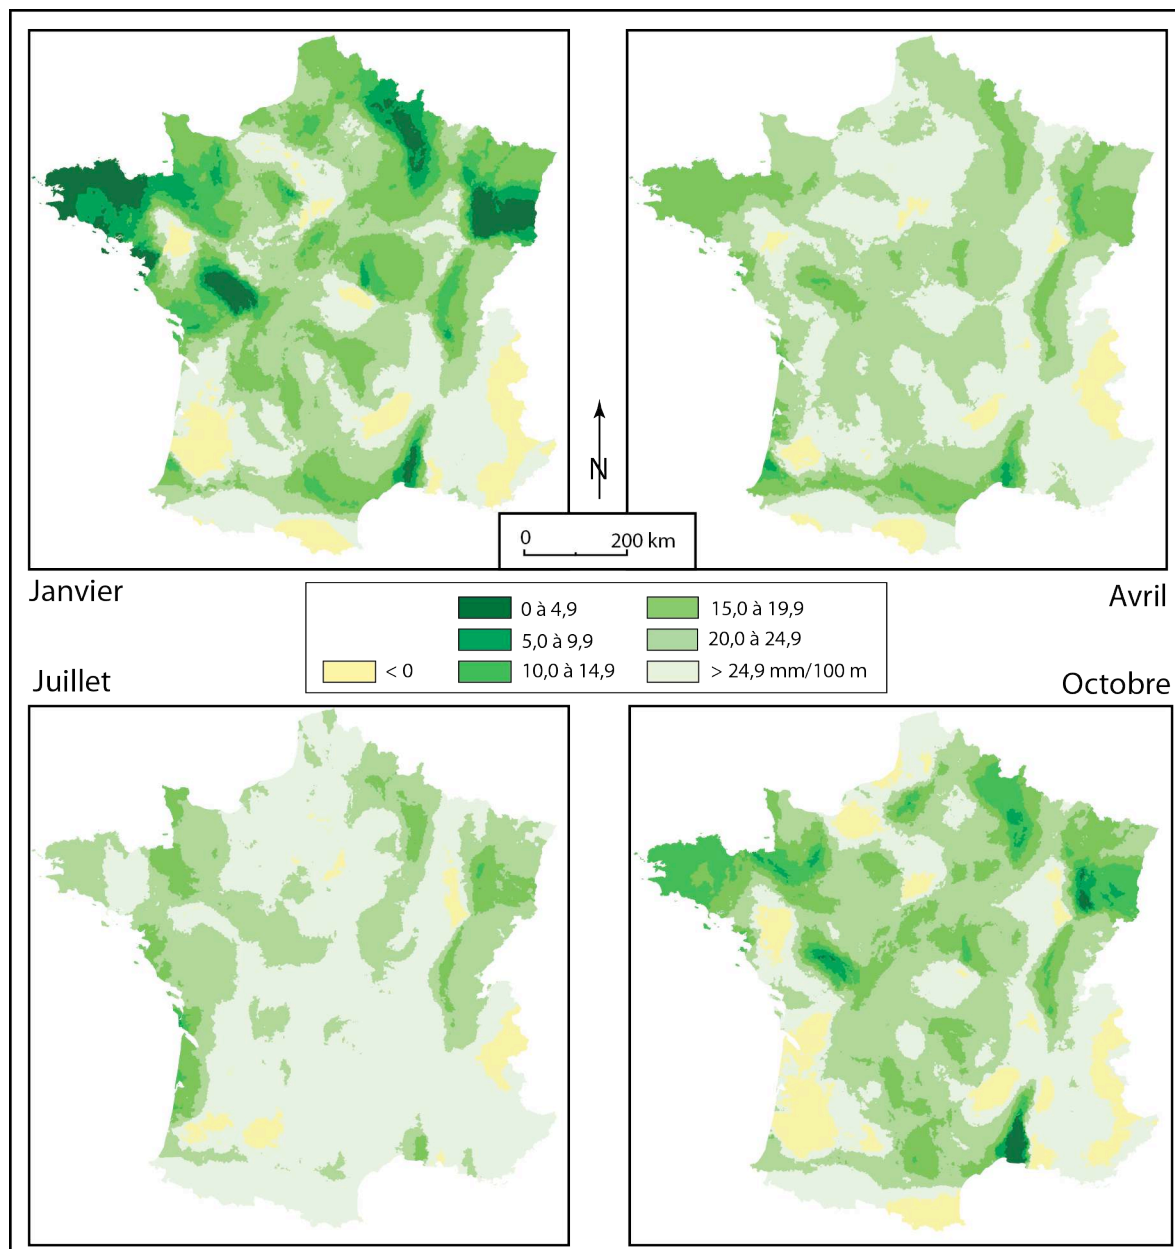 N
0 200 km
Janvier
Avril
0 à 4,9
15,0 à 19,9
5,0 à 9,9
20,0 à 24,9
< 0
10,0 à 14,9
> 24,9 mm/100 m
Juillet
Octobre